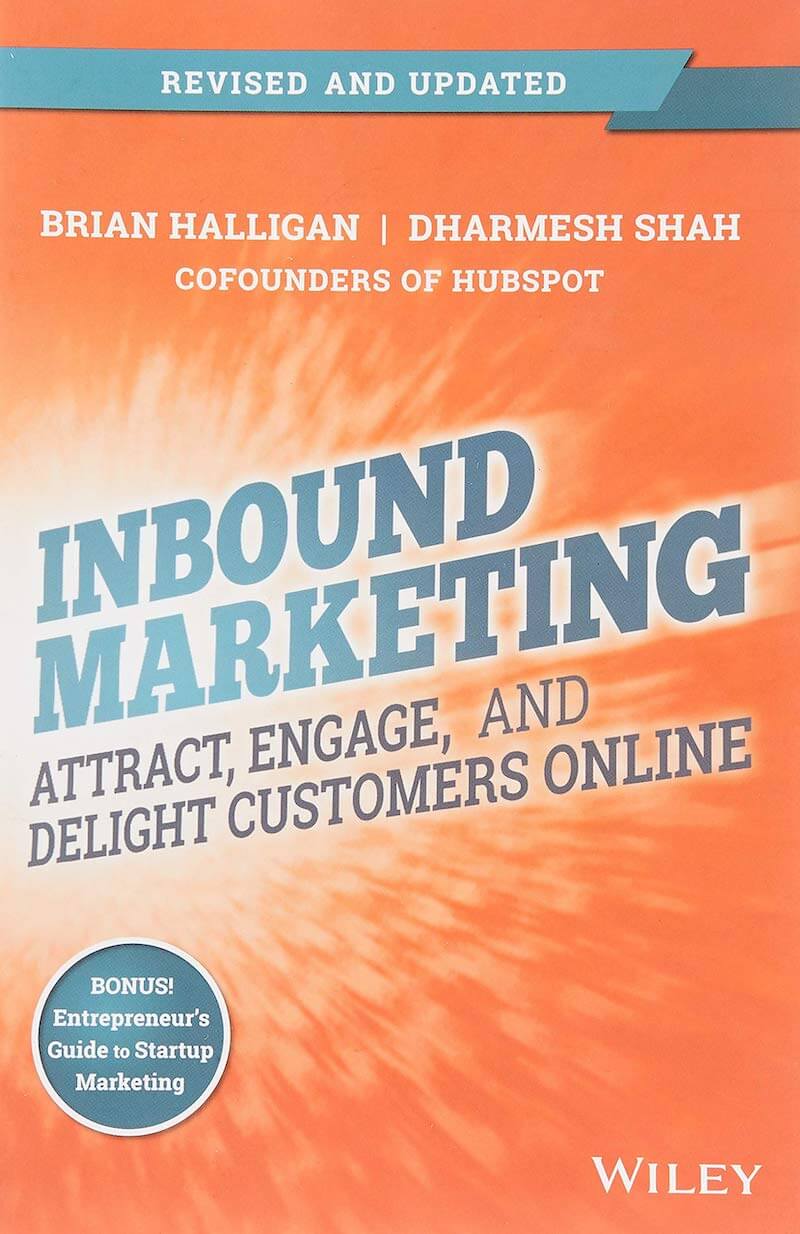 REVISED AND UPDATED
BRIAN HALLIGAN | DHARMESH SHAH
COFOUNDERS OF HUBSPOT
INBOUND
MARKETING
ATTRACT, ENGAGE, AND
DELIGHT CUSTOMERS ONLINE
BONUS!
Entrepreneur's
Guide to Startup
Marketing
WILEY